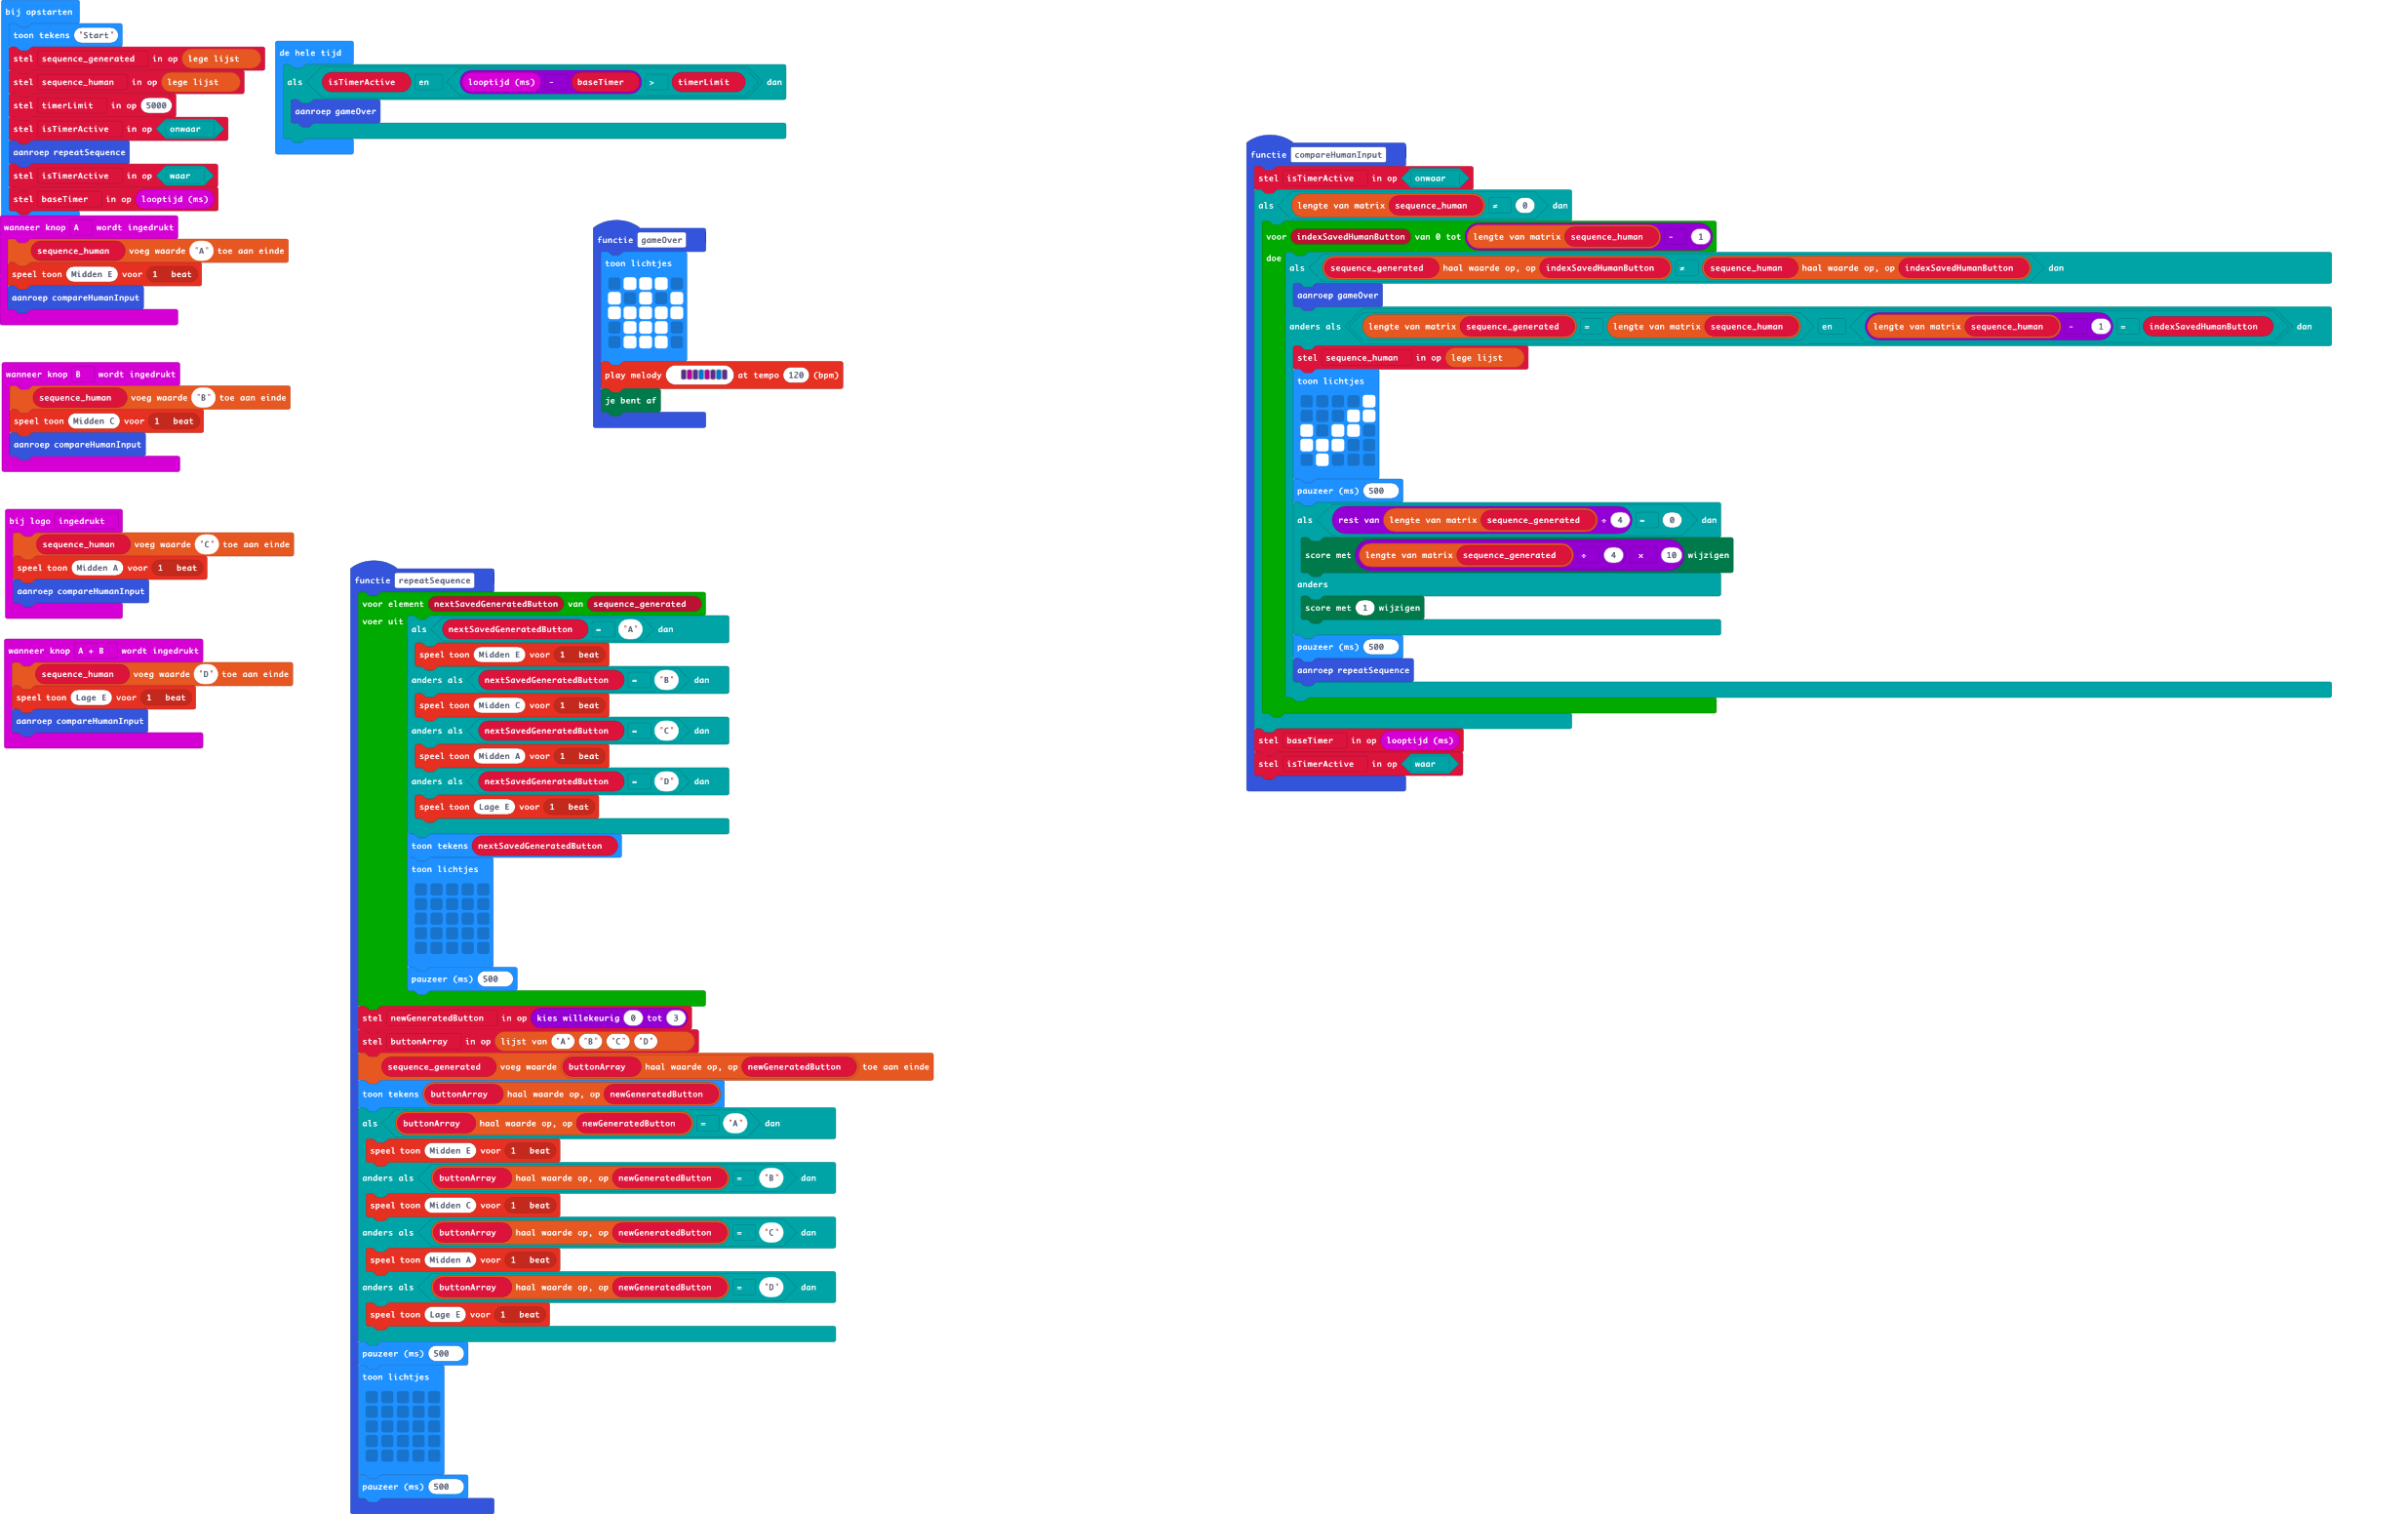 bij opstarten
toon tekens "Start"
stel sequence_generated in op lege lijst
stel sequence_human in op lege lijst
stel timerLimit in op 5000
stel isTimerActive in op onwaar
aanroep repeatSequence
stel isTimerActive in op waar
stel baseTimer in op looptijd (ms)
wanneer knop A wordt ingedrukt
sequence_human voeg waarde "A" toe aan einde
speel toon Midden E voor 1 beat
aanroep compareHumanInput
wanneer knop B wordt ingedrukt
sequence_human voeg waarde "B" toe aan einde
speel toon Midden C voor 1 beat
aanroep compareHumanInput
bij logo ingedrukt
sequence_human voeg waarde "C" toe aan einde
speel toon Midden A voor 1 beat
aanroep compareHumanInput
wanneer knop A + B wordt ingedrukt
sequence_human voeg waarde "D" toe aan einde
speel toon Lage E voor 1 beat
aanroep compareHumanInput
de hele tijd
als isTimerActive en looptijd (ms) - baseTimer > timerLimit dan
aanroep gameOver
functie gameOver
toon lichtjes
play melody at tempo 120 (bpm)
je bent af
functie repeatSequence
voor element nextSavedGeneratedButton van sequence_generated
voer uit
als nextSavedGeneratedButton = "A" dan
speel toon Midden E voor 1 beat
anders als nextSavedGeneratedButton = "B" dan
speel toon Midden C voor 1 beat
anders als nextSavedGeneratedButton = "C" dan
speel toon Midden A voor 1 beat
anders als nextSavedGeneratedButton = "D" dan
speel toon Lage E voor 1 beat
toon tekens nextSavedGeneratedButton
toon lichtjes
pauzeer (ms) 500
stel newGeneratedButton in op kies willekeurig 0 tot 3
stel buttonArray in op lijst van "A" "B" "C" "D"
sequence_generated voeg waarde buttonArray haal waarde op, op newGeneratedButton toe aan einde
toon tekens buttonArray haal waarde op, op newGeneratedButton
als buttonArray haal waarde op, op newGeneratedButton = "A" dan
speel toon Midden E voor 1 beat
anders als buttonArray haal waarde op, op newGeneratedButton = "B" dan
speel toon Midden C voor 1 beat
anders als buttonArray haal waarde op, op newGeneratedButton = "C" dan
speel toon Midden A voor 1 beat
anders als buttonArray haal waarde op, op newGeneratedButton = "D" dan
speel toon Lage E voor 1 beat
pauzeer (ms) 500
toon lichtjes
pauzeer (ms) 500
functie compareHumanInput
stel isTimerActive in op onwaar
als lengte van matrix sequence_human ≠ 0 dan
voor indexSavedHumanButton van 0 tot lengte van matrix sequence_human - 1
doe
als sequence_generated haal waarde op, op indexSavedHumanButton ≠ sequence_human haal waarde op, op indexSavedHumanButton dan
aanroep gameOver
anders als lengte van matrix sequence_generated = lengte van matrix sequence_human en lengte van matrix sequence_human - 1 = indexSavedHumanButton dan
stel sequence_human in op lege lijst
toon lichtjes
pauzeer (ms) 500
als rest van lengte van matrix sequence_generated ÷ 4 = 0 dan
score met lengte van matrix sequence_generated ÷ 4 × 10 wijzigen
anders
score met 1 wijzigen
pauzeer (ms) 500
aanroep repeatSequence
stel baseTimer in op looptijd (ms)
stel isTimerActive in op waar